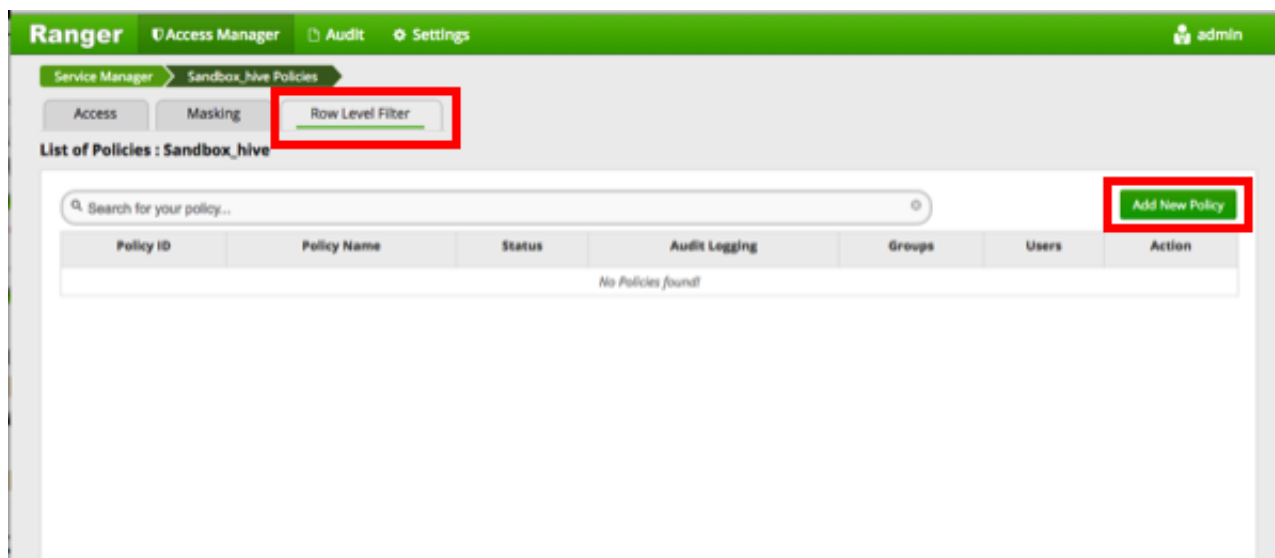 Ranger Access Manager Audit Settings admin
Service Manager Sandbox_hive Policies
Access Masking Row Level Filter
List of Policies : Sandbox_hive
Search for your policy... Add New Policy
Policy ID Policy Name Status Audit Logging Groups Users Action
No Policies found!